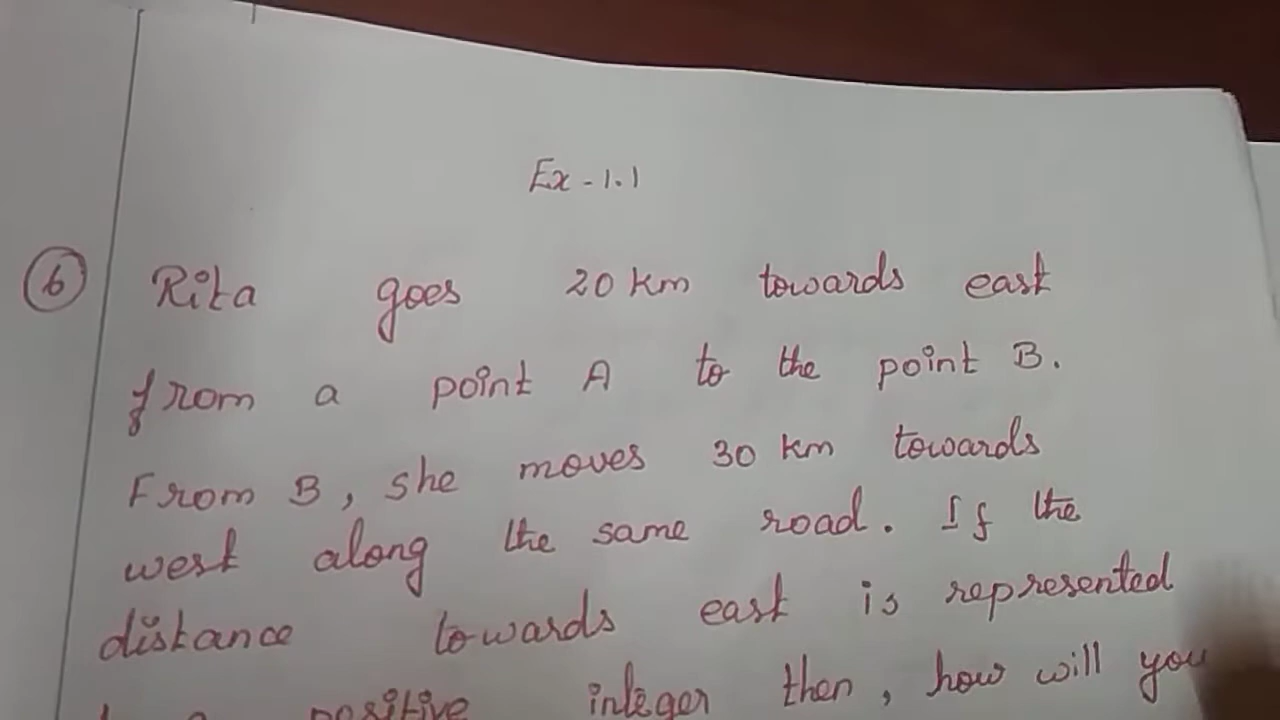 Ex - 1.1
6 Rita goes 20 km towards east
from a point A to the point B.
From B, she moves 30 km towards
west along the same road. If the
distance towards east is represented
positive integer then, how will you